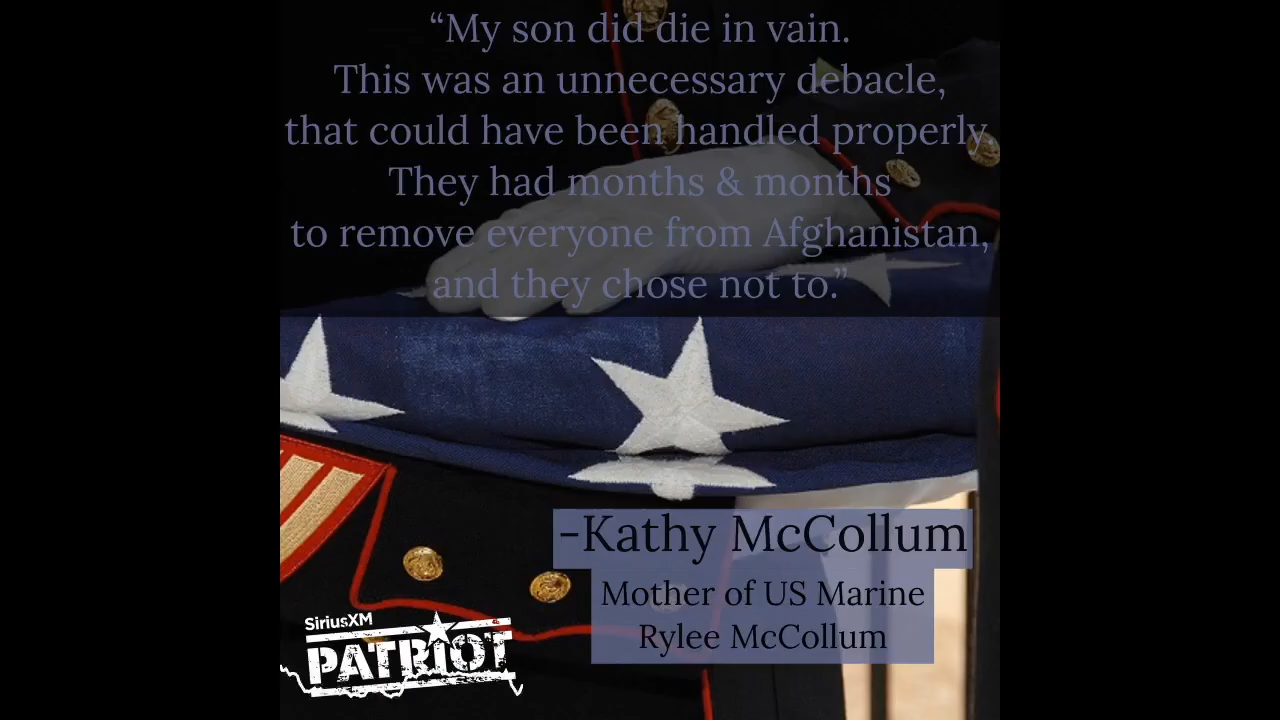 “My son did die in vain.
This was an unnecessary debacle,
that could have been handled properly.
They had months & months
to remove everyone from Afghanistan,
and they chose not to.”
-Kathy McCollum
Mother of US Marine
Rylee McCollum
SiriusXM
PATRIOT